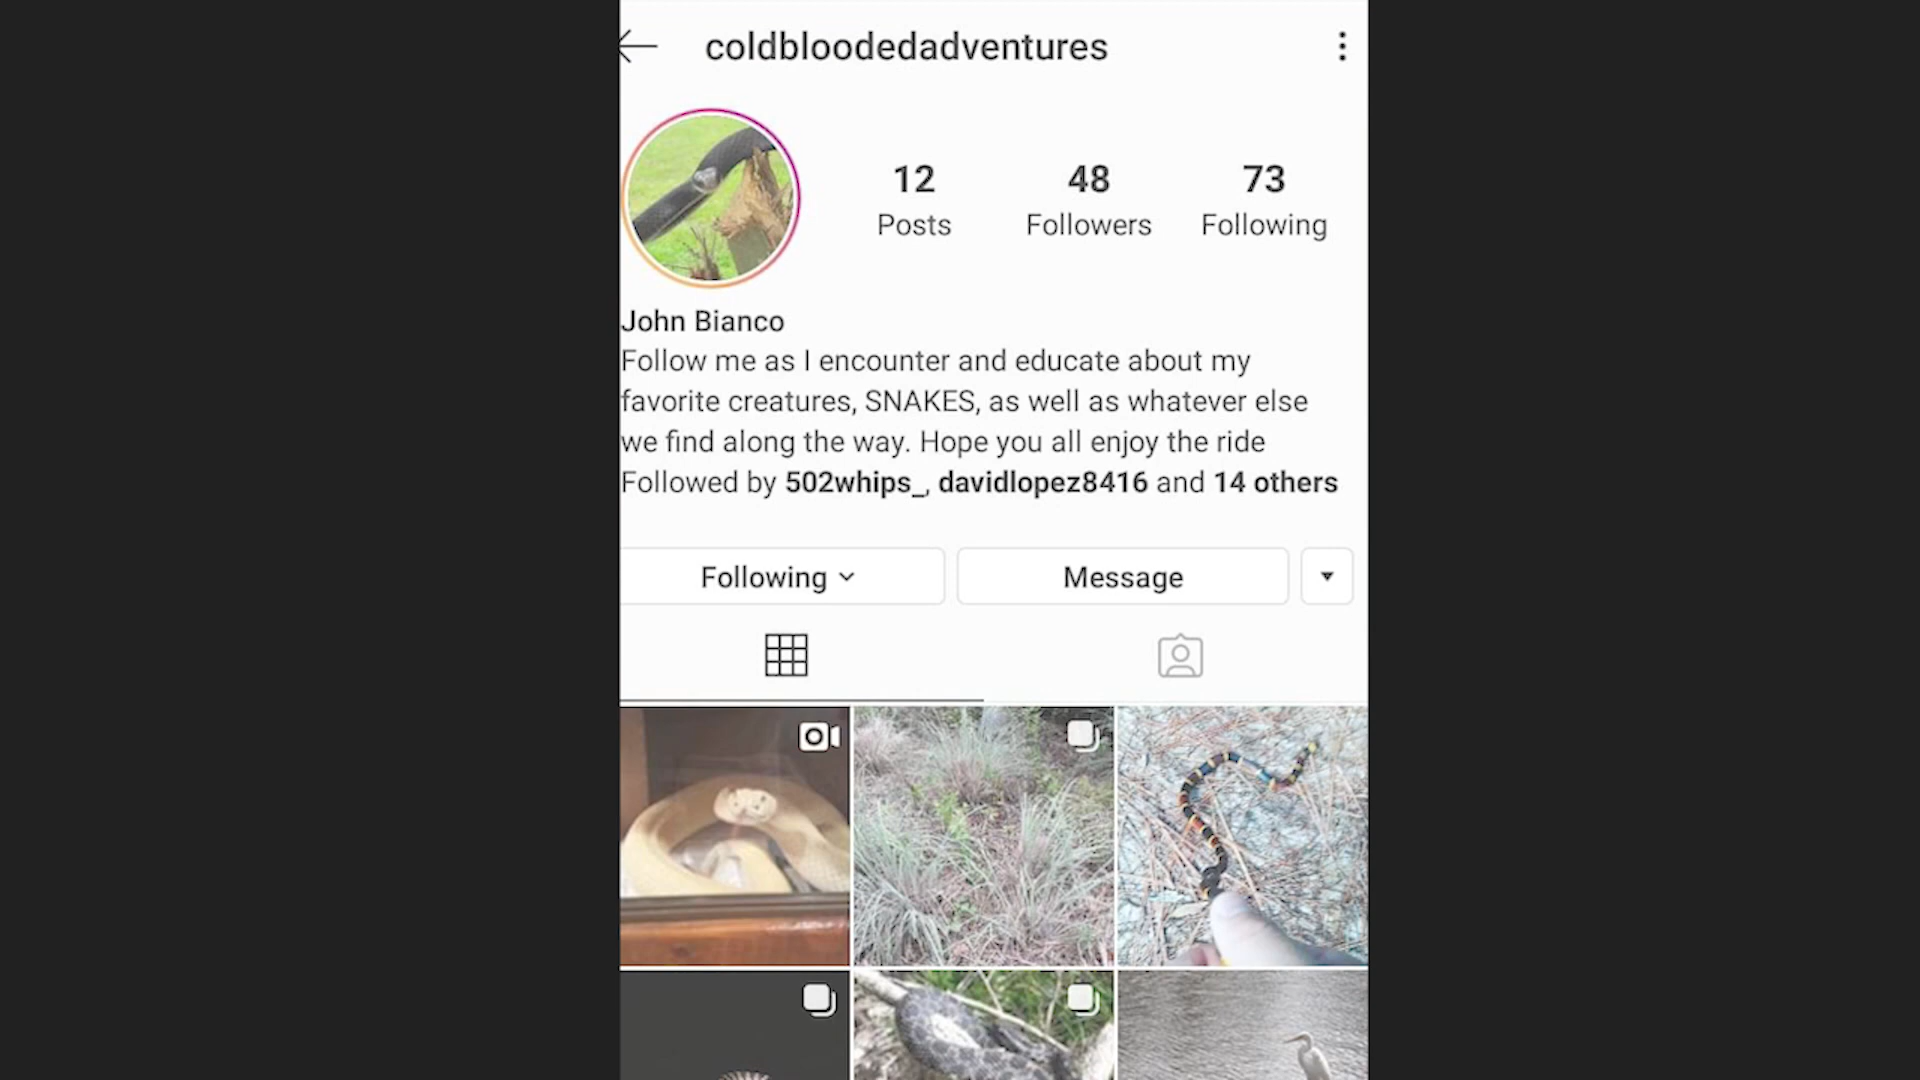 coldbloodedadventures
12 48 73
Posts Followers Following
John Bianco
Follow me as I encounter and educate about my
favorite creatures, SNAKES, as well as whatever else
we find along the way. Hope you all enjoy the ride
Followed by 502whips_, davidlopez8416 and 14 others
Following Message